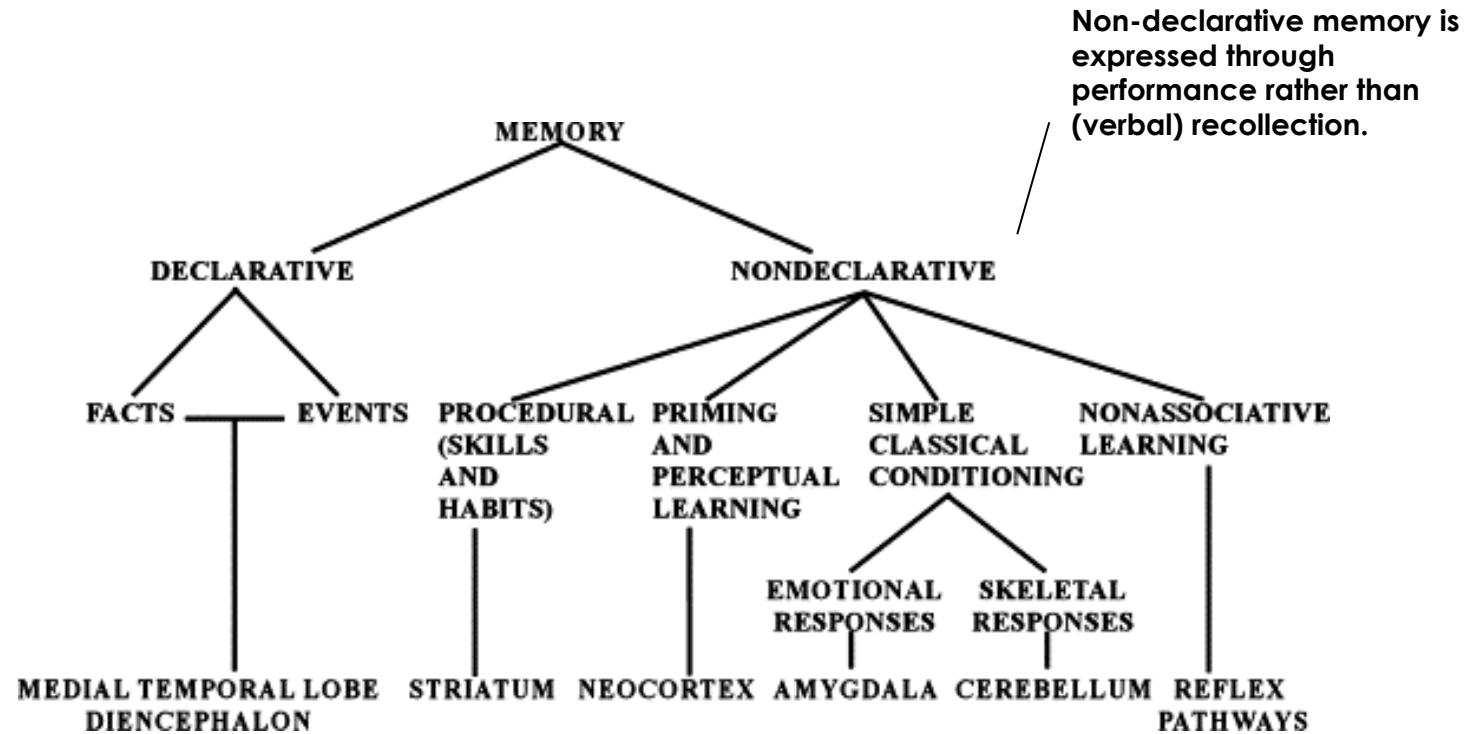 Non-declarative memory is
expressed through
performance rather than
(verbal) recollection.
MEMORY
DECLARATIVE
NONDECLARATIVE
FACTS
EVENTS
PROCEDURAL
(SKILLS
AND
HABITS)
PRIMING
AND
PERCEPTUAL
LEARNING
SIMPLE
CLASSICAL
CONDITIONING
NONASSOCIATIVE
LEARNING
EMOTIONAL
RESPONSES
SKELETAL
RESPONSES
MEDIAL TEMPORAL LOBE
DIENCEPHALON
STRIATUM
NEOCORTEX
AMYGDALA
CEREBELLUM
REFLEX
PATHWAYS